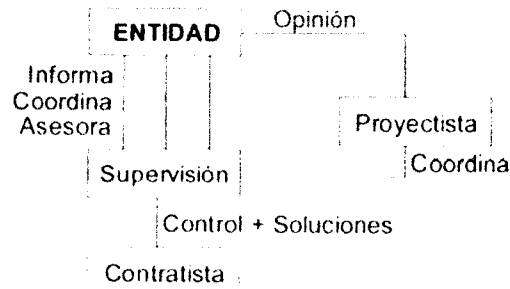 Opinión
ENTIDAD
Informa
Coordina
Asesora
Proyectista
Coordina
Supervisión
Control + Soluciones
Contratista